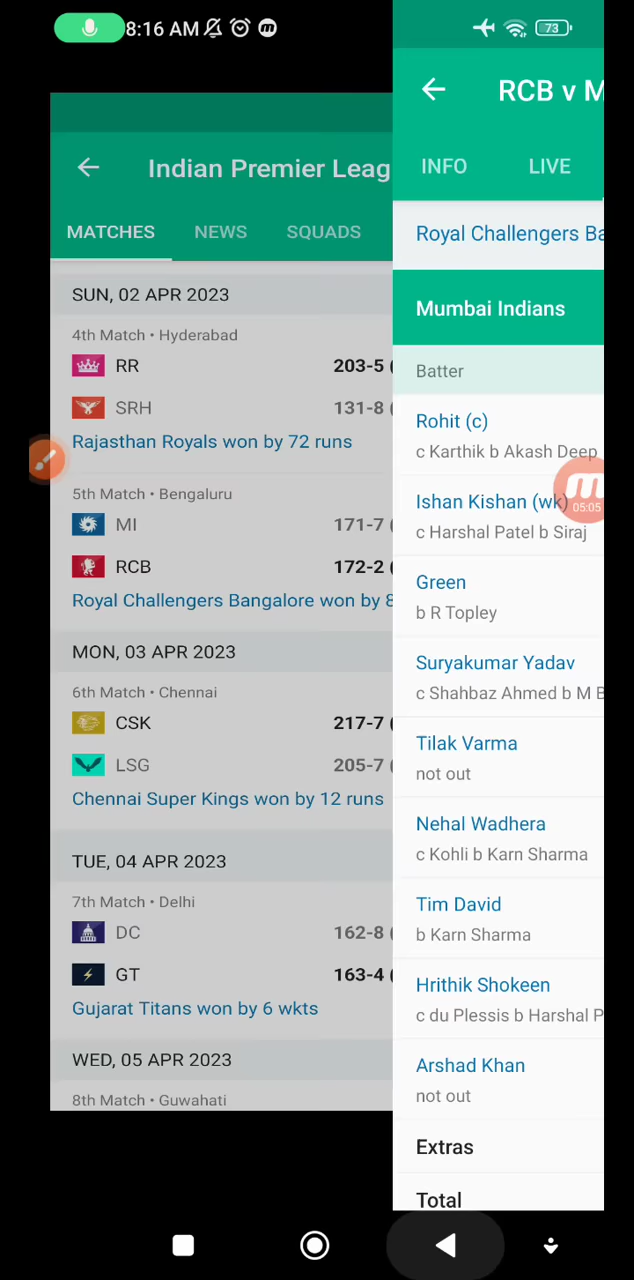 8:16 AM
73
Indian Premier Leag
MATCHES NEWS SQUADS
SUN, 02 APR 2023
4th Match • Hyderabad
RR 203-5 (
SRH 131-8 (
Rajasthan Royals won by 72 runs
5th Match • Bengaluru
MI 171-7 (
RCB 172-2 (
Royal Challengers Bangalore won by 8
MON, 03 APR 2023
6th Match • Chennai
CSK 217-7 (
LSG 205-7 (
Chennai Super Kings won by 12 runs
TUE, 04 APR 2023
7th Match • Delhi
DC 162-8 (
GT 163-4 (
Gujarat Titans won by 6 wkts
WED, 05 APR 2023
8th Match • Guwahati
RCB v M
INFO LIVE
Royal Challengers Ba
Mumbai Indians
Batter
Rohit (c)
c Karthik b Akash Deep
Ishan Kishan (wk)
c Harshal Patel b Siraj
05:05
Green
b R Topley
Suryakumar Yadav
c Shahbaz Ahmed b M B
Tilak Varma
not out
Nehal Wadhera
c Kohli b Karn Sharma
Tim David
b Karn Sharma
Hrithik Shokeen
c du Plessis b Harshal P
Arshad Khan
not out
Extras
Total